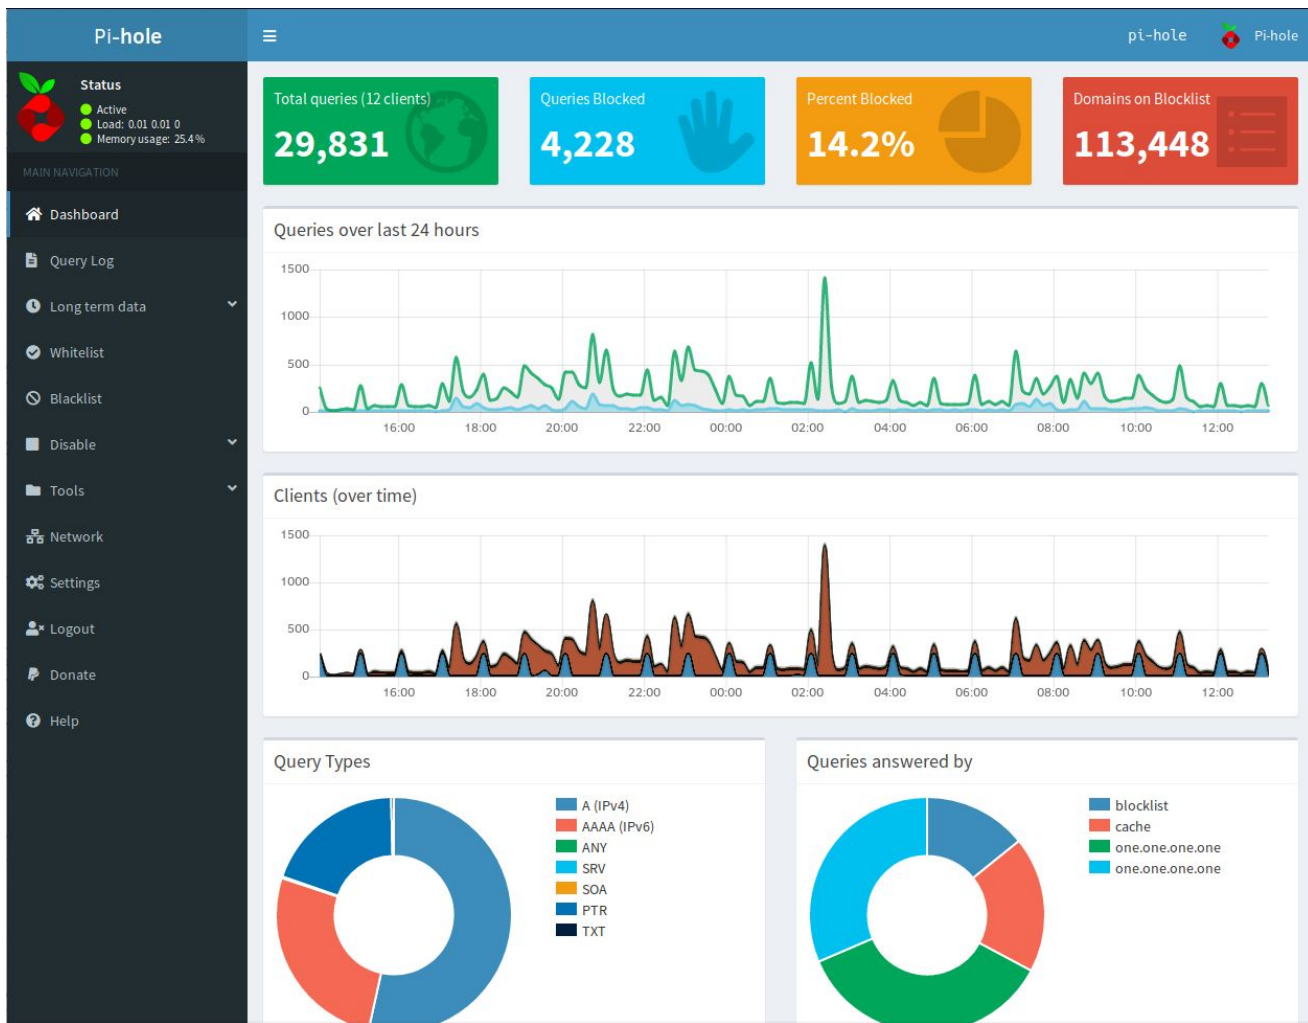 Pi-hole
pi-hole
Pi-hole
Status
Active
Load: 0.01 0.01 0
Memory usage: 25.4 %
MAIN NAVIGATION
Dashboard
Query Log
Long term data
Whitelist
Blacklist
Disable
Tools
Network
Settings
Logout
Donate
Help
Total queries (12 clients)
29,831
Queries Blocked
4,228
Percent Blocked
14.2%
Domains on Blocklist
113,448
Queries over last 24 hours
1500
1000
500
0
16:00 18:00 20:00 22:00 00:00 02:00 04:00 06:00 08:00 10:00 12:00
Clients (over time)
1500
1000
500
0
16:00 18:00 20:00 22:00 00:00 02:00 04:00 06:00 08:00 10:00 12:00
Query Types
A (IPv4)
AAAA (IPv6)
ANY
SRV
SOA
PTR
TXT
Queries answered by
blocklist
cache
one.one.one.one
one.one.one.one